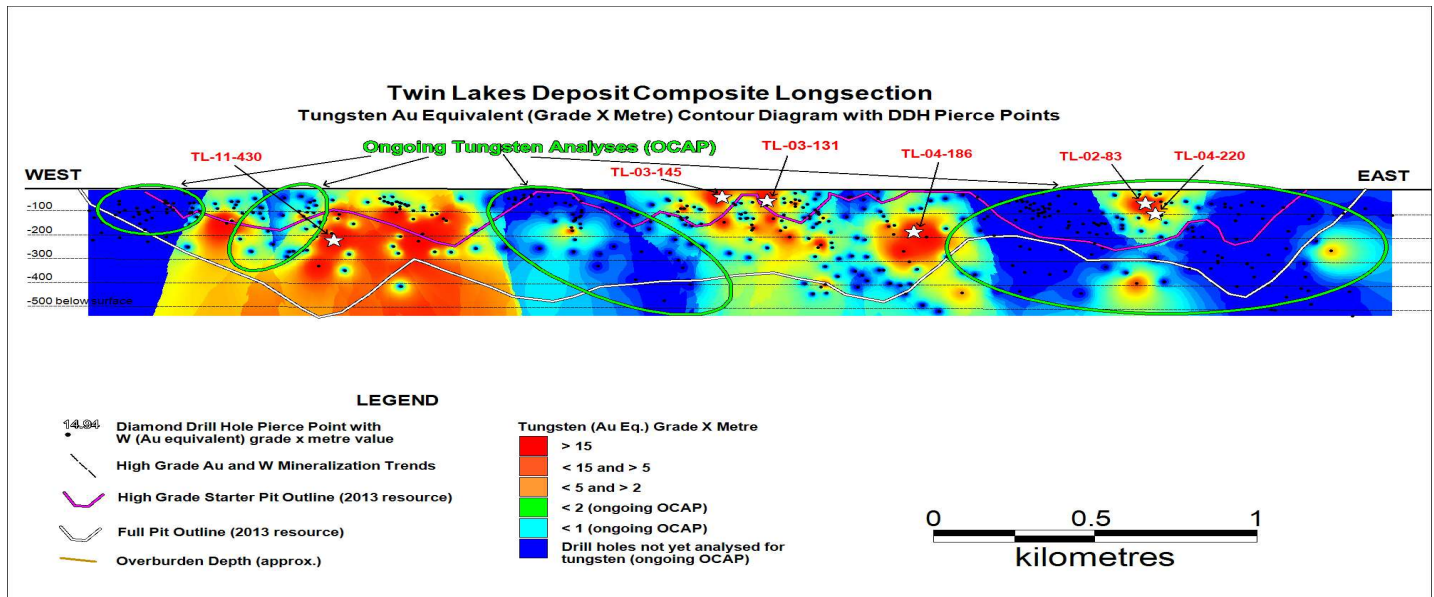 Twin Lakes Deposit Composite Longsection
Tungsten Au Equivalent (Grade X Metre) Contour Diagram with DDH Pierce Points
Ongoing Tungsten Analyses (OCAP)
TL-11-430
TL-03-145
TL-03-131
TL-04-186
TL-02-83
TL-04-220
WEST
EAST
-100
-200
-300
-400
-500 below surface
LEGEND
14.94
Diamond Drill Hole Pierce Point with
W (Au equivalent) grade x metre value
High Grade Au and W Mineralization Trends
High Grade Starter Pit Outline (2013 resource)
Full Pit Outline (2013 resource)
Overburden Depth (approx.)
Tungsten (Au Eq.) Grade X Metre
> 15
< 15 and > 5
< 5 and > 2
< 2 (ongoing OCAP)
< 1 (ongoing OCAP)
Drill holes not yet analysed for
tungsten (ongoing OCAP)
0 0.5 1
kilometres